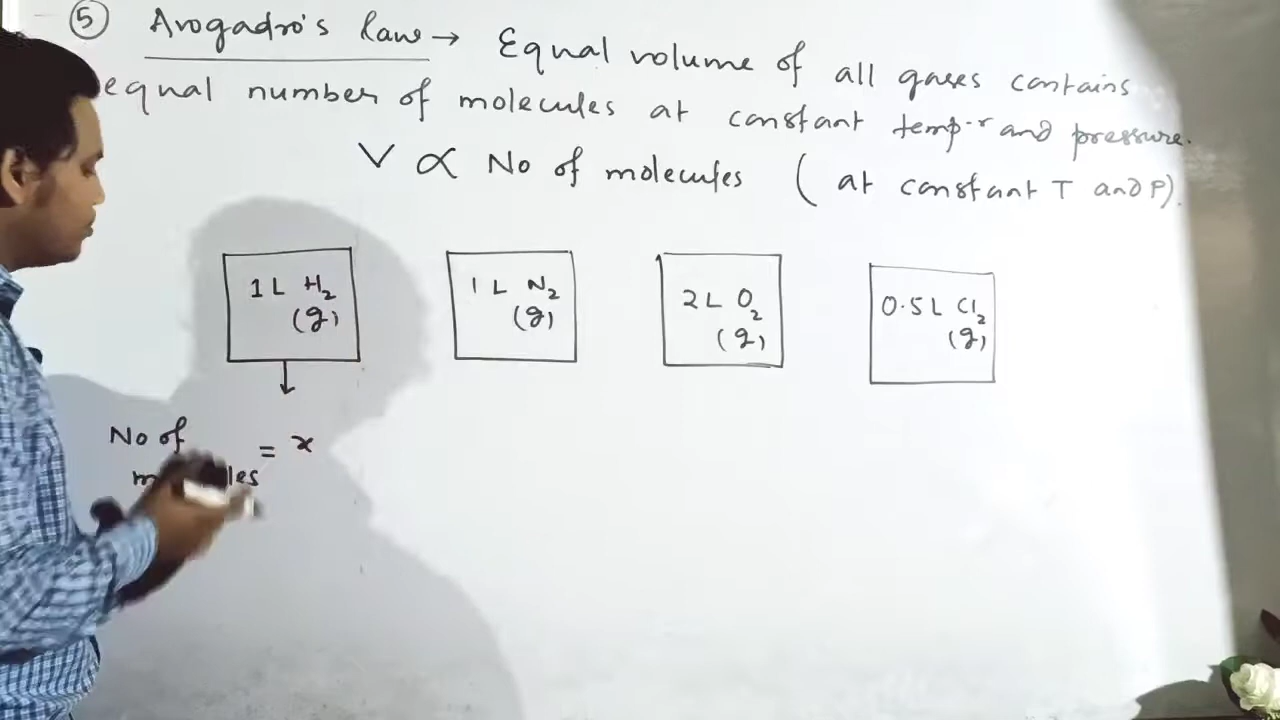 ⑤ Avogadro's law → Equal volume of all gases contains
equal number of molecules at constant temp.r and pressure.
V ∝ No of molecules ( at constant T and P).
1 L H₂
(g)
1 L N₂
(g)
2 L O₂
(g)
0.5 L Cl₂
(g)
No of
= x